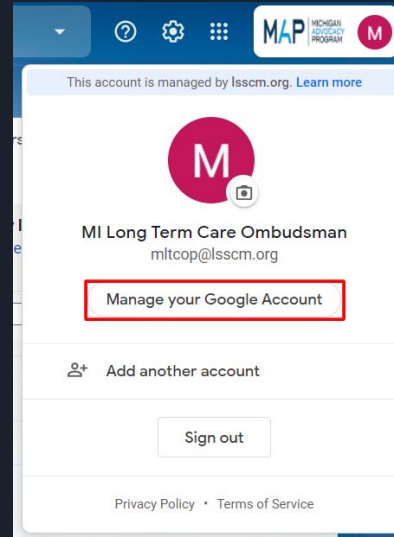 MAP MICHIGAN ADVOCACY PROGRAM
M
This account is managed by lsscm.org. Learn more
M
MI Long Term Care Ombudsman
mltcop@lsscm.org
Manage your Google Account
Add another account
Sign out
Privacy Policy • Terms of Service